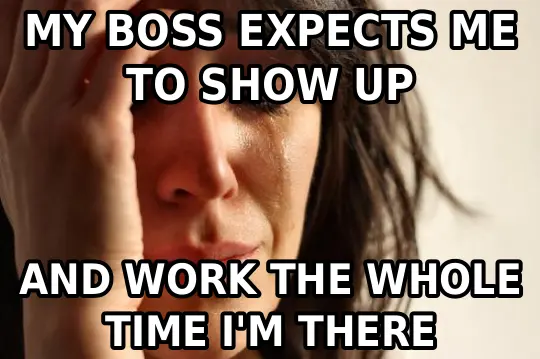 MY BOSS EXPECTS ME
TO SHOW UP
AND WORK THE WHOLE
TIME I'M THERE